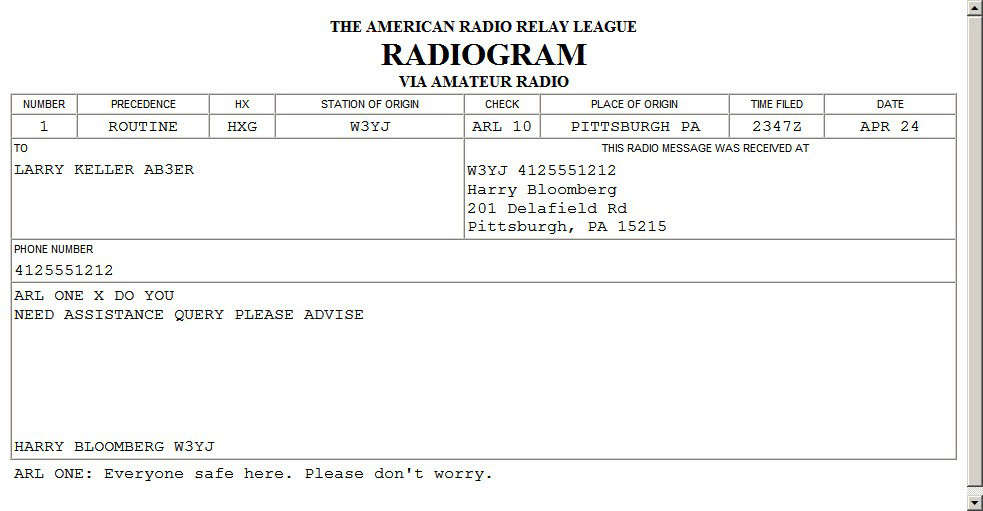 THE AMERICAN RADIO RELAY LEAGUE
RADIOGRAM
VIA AMATEUR RADIO
NUMBER PRECEDENCE HX STATION OF ORIGIN CHECK PLACE OF ORIGIN TIME FILED DATE
1 ROUTINE HXG W3YJ ARL 10 PITTSBURGH PA 2347Z APR 24
TO
LARRY KELLER AB3ER
THIS RADIO MESSAGE WAS RECEIVED AT
W3YJ 4125551212
Harry Bloomberg
201 Delafield Rd
Pittsburgh, PA 15215
PHONE NUMBER
4125551212
ARL ONE X DO YOU
NEED ASSISTANCE QUERY PLEASE ADVISE
HARRY BLOOMBERG W3YJ
ARL ONE: Everyone safe here. Please don't worry.